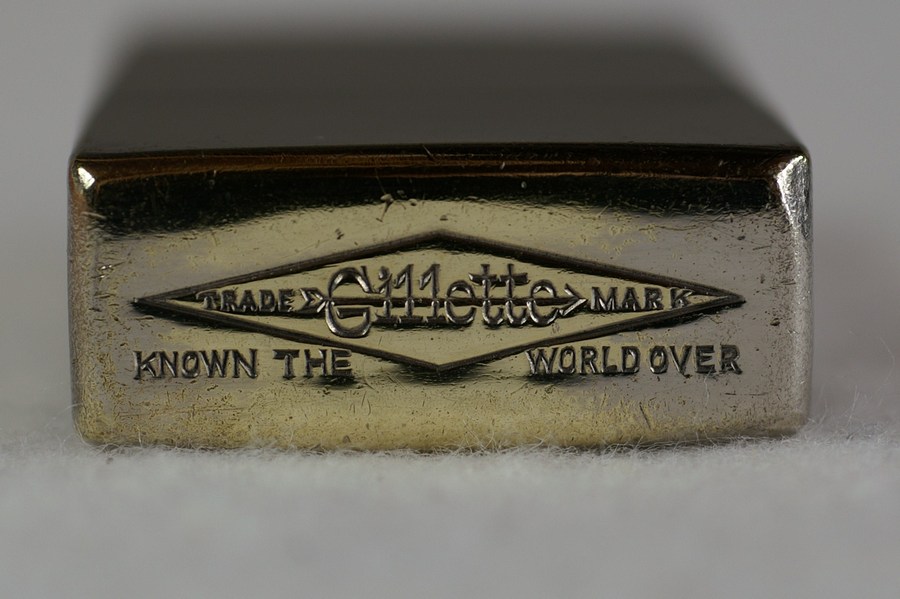 TRADE Gillette MARK
KNOWN THE WORLD OVER